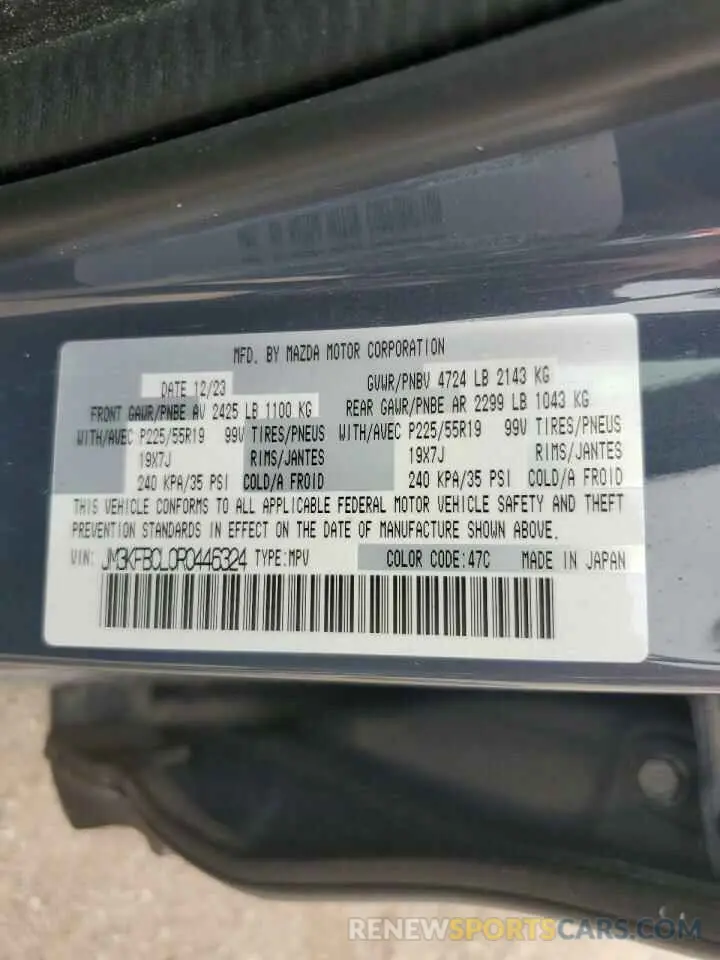 MFD. BY MAZDA MOTOR CORPORATION
DATE 12/23 GVWR/PNBV 4724 LB 2143 KG
FRONT GAWR/PNBE AV 2425 LB 1100 KG REAR GAWR/PNBE AR 2299 LB 1043 KG
WITH/AVEC P225/55R19 99V TIRES/PNEUS WITH/AVEC P225/55R19 99V TIRES/PNEUS
19X7J RIMS/JANTES 19X7J RIMS/JANTES
240 KPA/35 PSI COLD/A FROID 240 KPA/35 PSI COLD/A FROID
THIS VEHICLE CONFORMS TO ALL APPLICABLE FEDERAL MOTOR VEHICLE SAFETY AND THEFT
PREVENTION STANDARDS IN EFFECT ON THE DATE OF MANUFACTURE SHOWN ABOVE.
VIN: JM3KFBCL0R0446324 TYPE:MPV COLOR CODE:47C MADE IN JAPAN
RENEWSPORTSCARS.COM